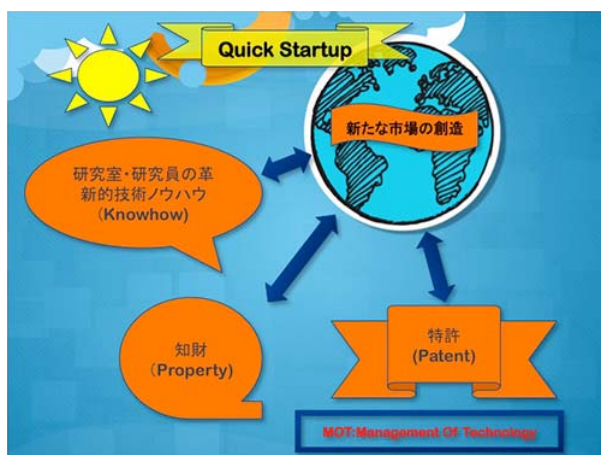 Quick Startup
新たな市場の創造
研究室・研究員の革
新的技術ノウハウ
(Knowhow)
知財
(Property)
特許
(Patent)
MOT:Management Of Technology